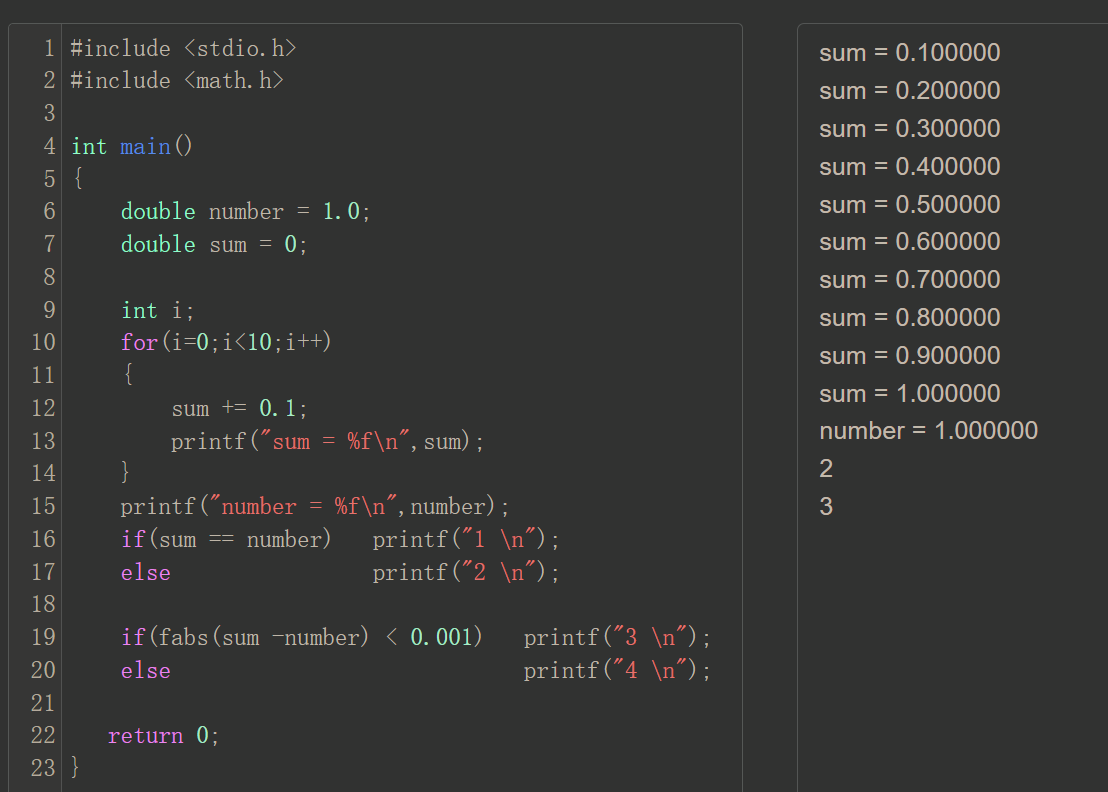 1 #include <stdio.h>
2 #include <math.h>
3
4 int main()
5 {
6     double number = 1.0;
7     double sum = 0;
8
9     int i;
10     for(i=0;i<10;i++)
11     {
12         sum += 0.1;
13         printf("sum = %f\n",sum);
14     }
15     printf("number = %f\n",number);
16     if(sum == number)   printf("1 \n");
17     else                printf("2 \n");
18
19     if(fabs(sum -number) < 0.001)   printf("3 \n");
20     else                            printf("4 \n");
21
22    return 0;
23 }
sum = 0.100000
sum = 0.200000
sum = 0.300000
sum = 0.400000
sum = 0.500000
sum = 0.600000
sum = 0.700000
sum = 0.800000
sum = 0.900000
sum = 1.000000
number = 1.000000
2
3